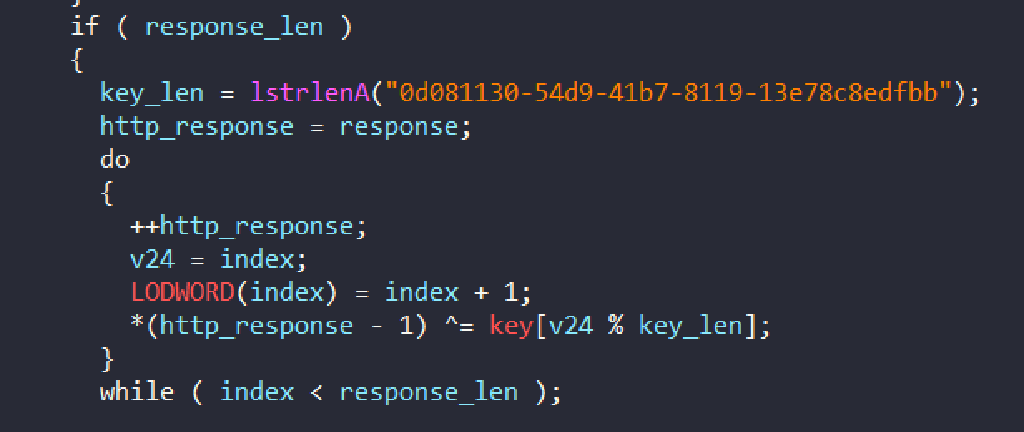 }
if ( response_len )
{
key_len = lstrlenA("0d081130-54d9-41b7-8119-13e78c8edfbb");
http_response = response;
do
{
++http_response;
v24 = index;
LODWORD(index) = index + 1;
*(http_response - 1) ^= key[v24 % key_len];
}
while ( index < response_len );